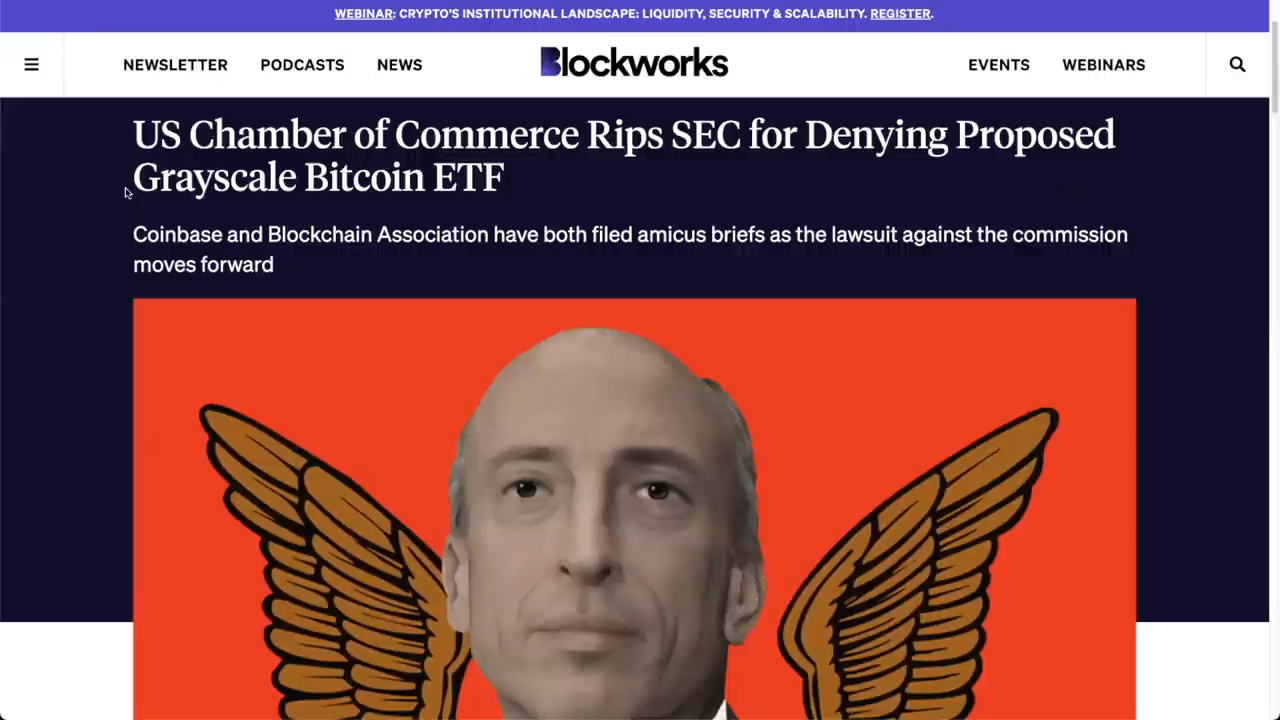 WEBINAR: CRYPTO'S INSTITUTIONAL LANDSCAPE: LIQUIDITY, SECURITY & SCALABILITY. REGISTER.
NEWSLETTER PODCASTS NEWS Blockworks EVENTS WEBINARS
US Chamber of Commerce Rips SEC for Denying Proposed
Grayscale Bitcoin ETF
Coinbase and Blockchain Association have both filed amicus briefs as the lawsuit against the commission
moves forward